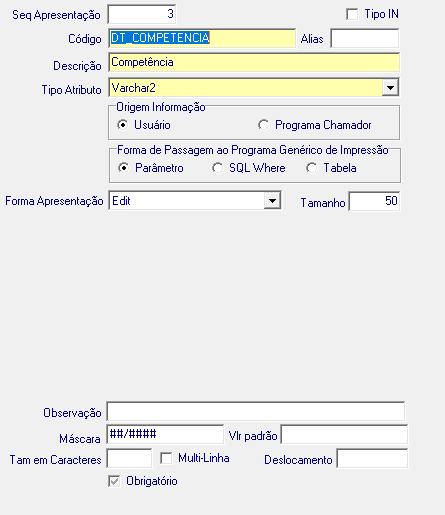 Seq Apresentação 3 Tipo IN
Código DT_COMPETENCIA Alias
Descrição Competência
Tipo Atributo Varchar2
Origem Informação
Usuário Programa Chamador
Forma de Passagem ao Programa Genérico de Impressão
Parâmetro SQL Where Tabela
Forma Apresentação Edit Tamanho 50
Observação
Máscara ##/#### Vlr padrão
Tam em Caracteres Multi-Linha Deslocamento
Obrigatório